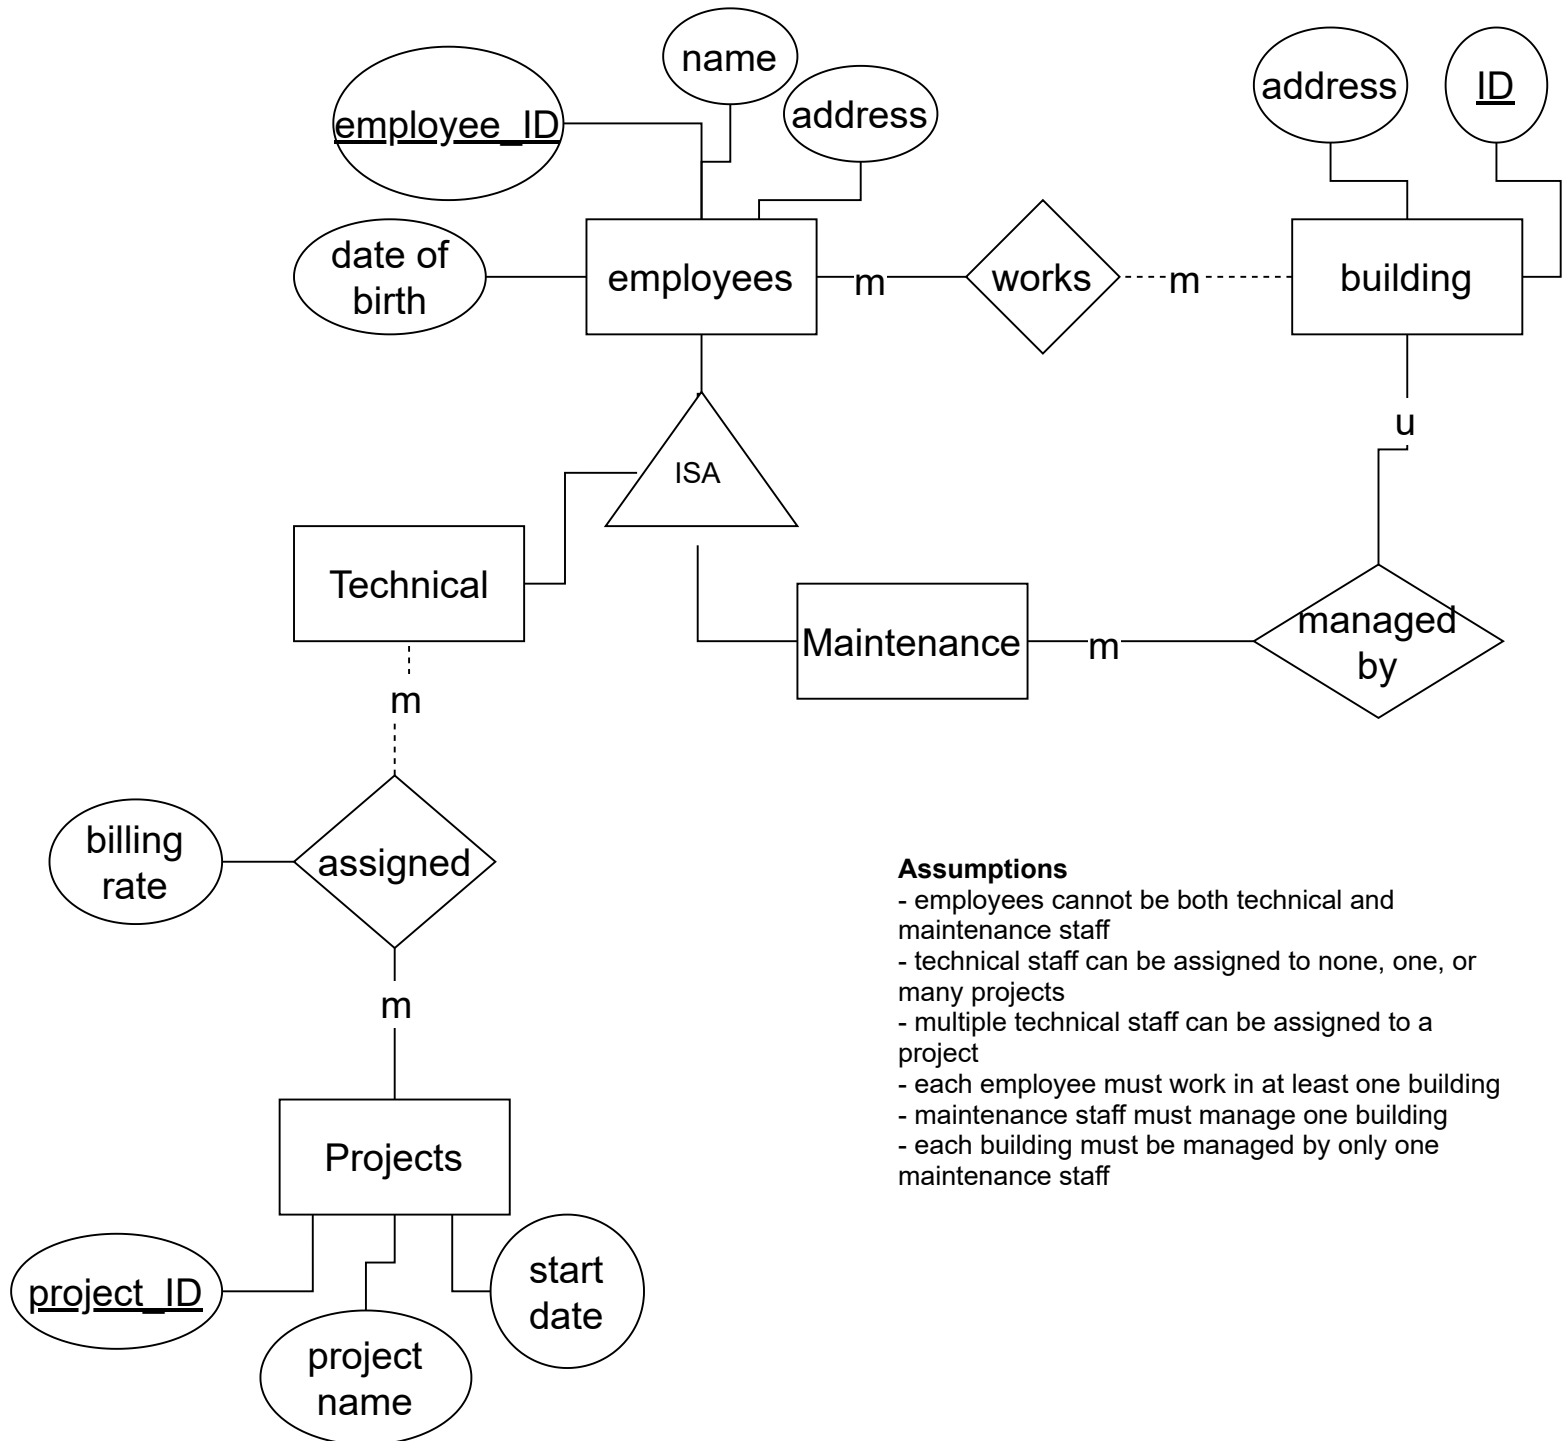 name
address
ID
employee_ID
address
date of
birth
employees
m
works
m
building
u
ISA
Technical
Maintenance
m
managed
by
m
billing
rate
assigned
m
Assumptions
- employees cannot be both technical and
maintenance staff
- technical staff can be assigned to none, one, or
many projects
- multiple technical staff can be assigned to a
project
- each employee must work in at least one building
- maintenance staff must manage one building
- each building must be managed by only one
maintenance staff
Projects
project_ID
start
date
project
name